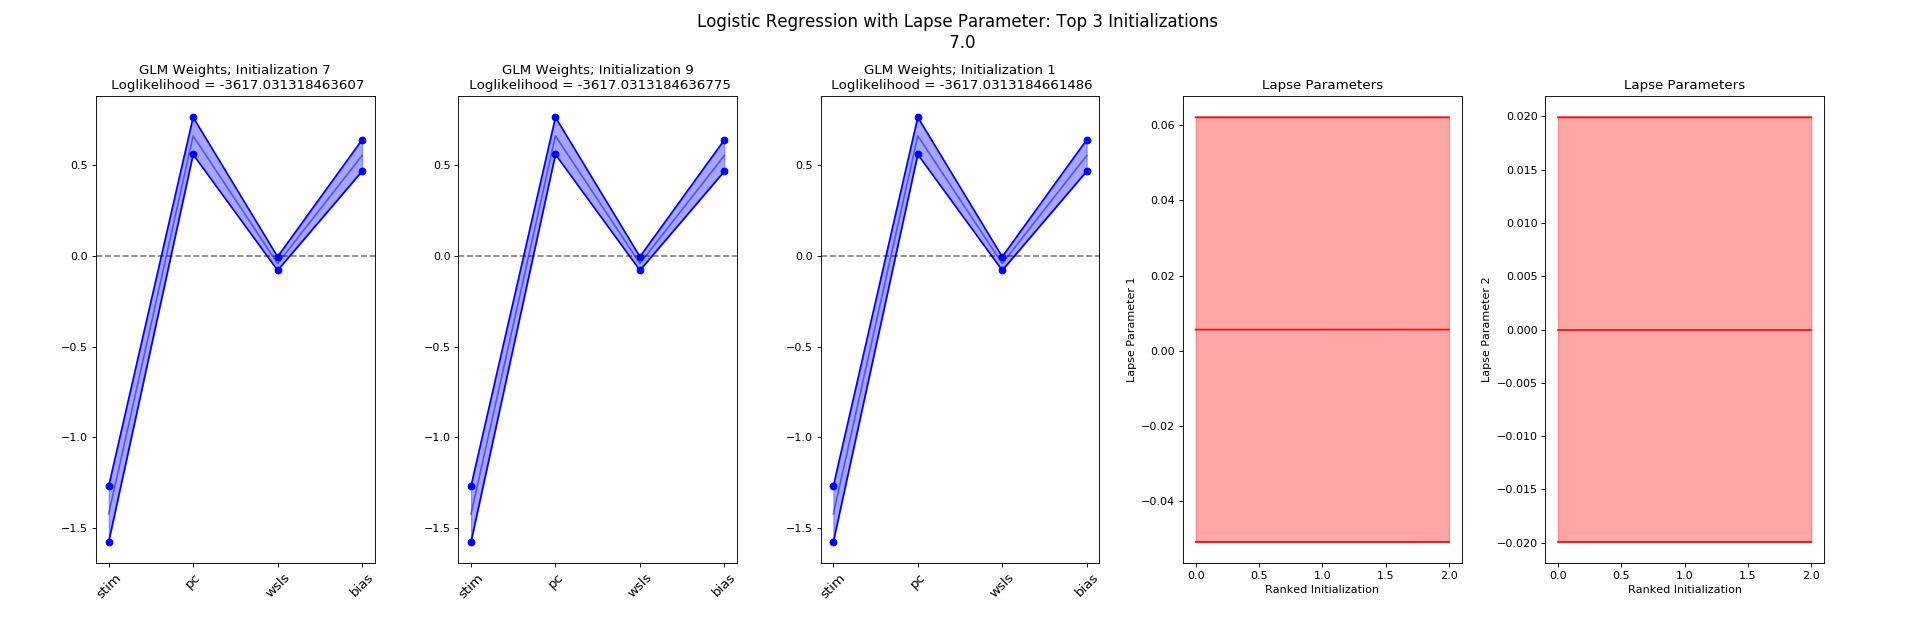 Logistic Regression with Lapse Parameter: Top 3 Initializations
7.0
GLM Weights; Initialization 7
Loglikelihood = -3617.031318463607
0.5
0.0
−0.5
−1.0
−1.5
stim
pc
wsls
bias
GLM Weights; Initialization 9
Loglikelihood = -3617.0313184636775
0.5
0.0
−0.5
−1.0
−1.5
stim
pc
wsls
bias
GLM Weights; Initialization 1
Loglikelihood = -3617.0313184661486
0.5
0.0
−0.5
−1.0
−1.5
stim
pc
wsls
bias
Lapse Parameters
Lapse Parameter 1
0.06
0.04
0.02
0.00
−0.02
−0.04
0.0
0.5
1.0
1.5
2.0
Ranked Initialization
Lapse Parameters
Lapse Parameter 2
0.020
0.015
0.010
0.005
0.000
−0.005
−0.010
−0.015
−0.020
0.0
0.5
1.0
1.5
2.0
Ranked Initialization